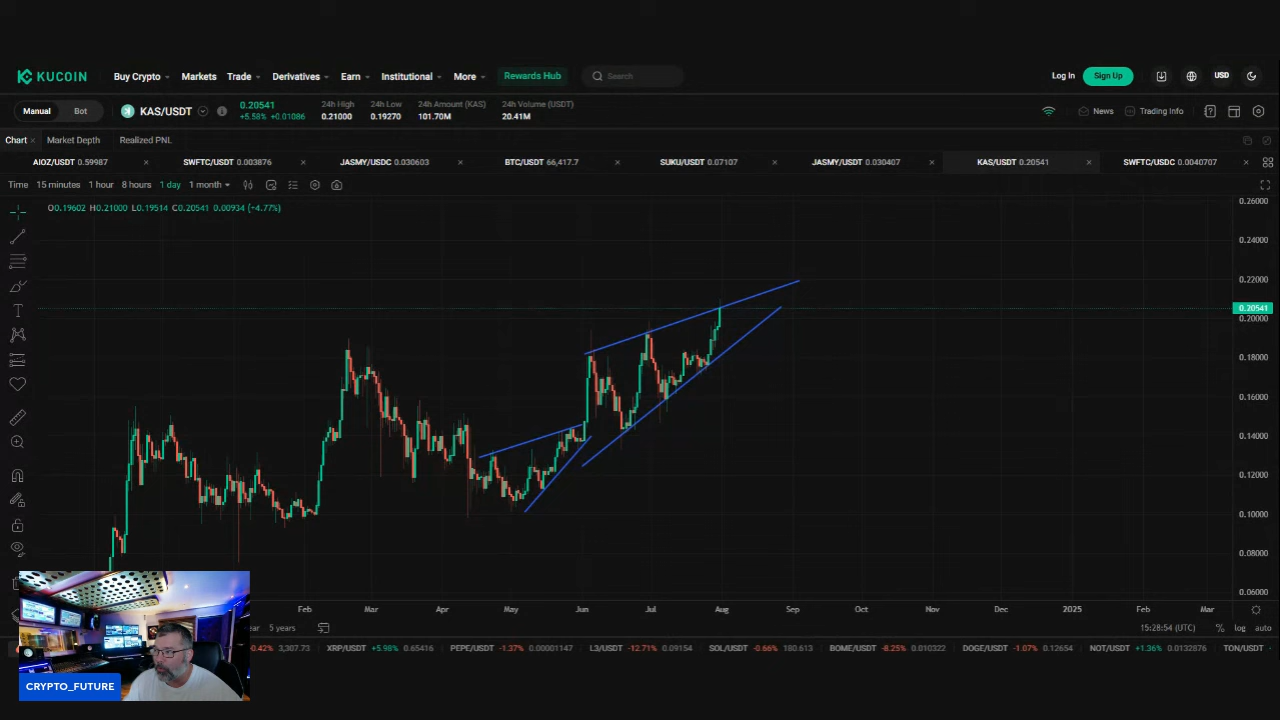 KUCOIN Buy Crypto Markets Trade Derivatives Earn Institutional More Rewards Hub Search Log In Sign Up USD
Manual Bot KAS/USDT 0.20541 +5.58% +0.01086 24h High 0.21000 24h Low 0.19270 24h Amount (KAS) 101.70M 24h Volume (USDT) 20.41M News Trading Info
Chart Market Depth Realized PNL
AIOZ/USDT 0.59987 SWFTC/USDT 0.003876 JASMY/USDC 0.030603 BTC/USDT 66,417.7 SUKU/USDT 0.07107 JASMY/USDT 0.030407 KAS/USDT 0.20541 SWFTC/USDC 0.0040707
Time 15 minutes 1 hour 8 hours 1 day 1 month
O0.19602 H0.21000 L0.19514 C0.20541 0.00934 (+4.77%)
0.26000
0.24000
0.22000
0.20541
0.20000
0.18000
0.16000
0.14000
0.12000
0.10000
0.08000
0.06000
Feb Mar Apr May Jun Jul Aug Sep Oct Nov Dec 2025 Feb Mar
5 years 15:28:54 (UTC) % log auto
-0.42% 3,307.73 XRP/USDT +5.98% 0.65416 PEPE/USDT -1.37% 0.00001147 L3/USDT -12.71% 0.09154 SOL/USDT -0.66% 180.613 BOME/USDT -8.25% 0.010322 DOGE/USDT -1.07% 0.12654 NOT/USDT +1.36% 0.0132876 TON/USDT
CRYPTO_FUTURE